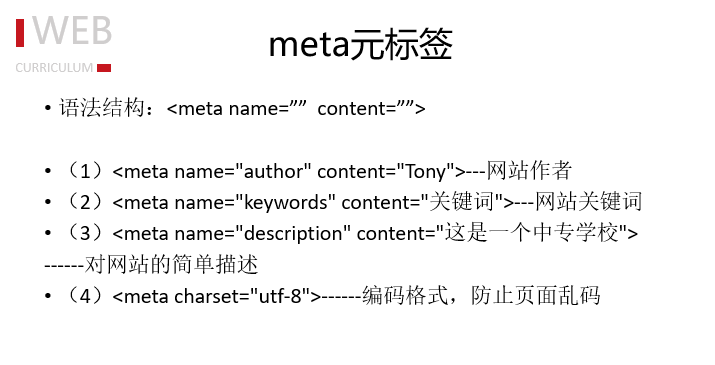 WEB
CURRICULUM
meta元标签
• 语法结构：<meta name=”” content=””>
• （1）<meta name="author" content="Tony">---网站作者
• （2）<meta name="keywords" content="关键词">---网站关键词
• （3）<meta name="description" content="这是一个中专学校">
------对网站的简单描述
• （4）<meta charset="utf-8">------编码格式，防止页面乱码